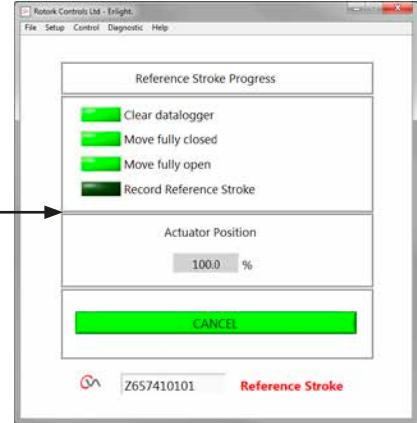 Rotork Controls Ltd - Enlight.
File Setup Control Diagnostic Help
Reference Stroke Progress
Clear datalogger
Move fully closed
Move fully open
Record Reference Stroke
Actuator Position
100.0 %
CANCEL
Z657410101 Reference Stroke